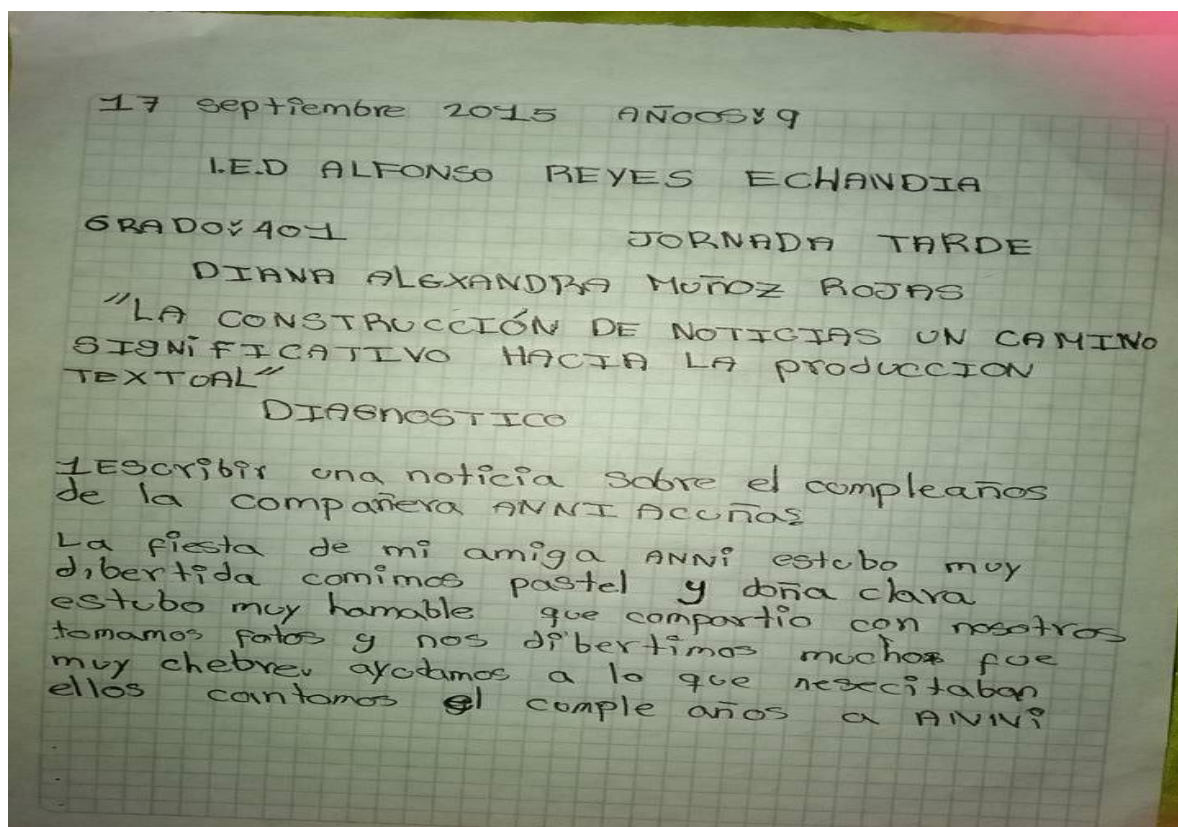 17 septiembre 2015 AÑOOS: 9
I.E.D ALFONSO REYES ECHANDIA
GRADO: 401 JORNADA TARDE
DIANA ALEXANDRA MUÑOZ ROJAS
"LA CONSTRUCCIÓN DE NOTICIAS UN CAMINO
SIGNiFICATIVO HACIA LA producCION
TEXTUAL"
DIAGnOSTICO
1EScribir una noticia sobre el compleaños
de la compañera ANNI Acuñas
La fiesta de mi amiga ANNi estubo muy
dibertida comimos pastel y doña clara
estubo muy hamable que compartio con nosotros
tomamos fotos y nos dibertimos mucho fue
muy chebre. ayudamos a lo que nesecitaban
ellos cantamos el cumple años a ANNi